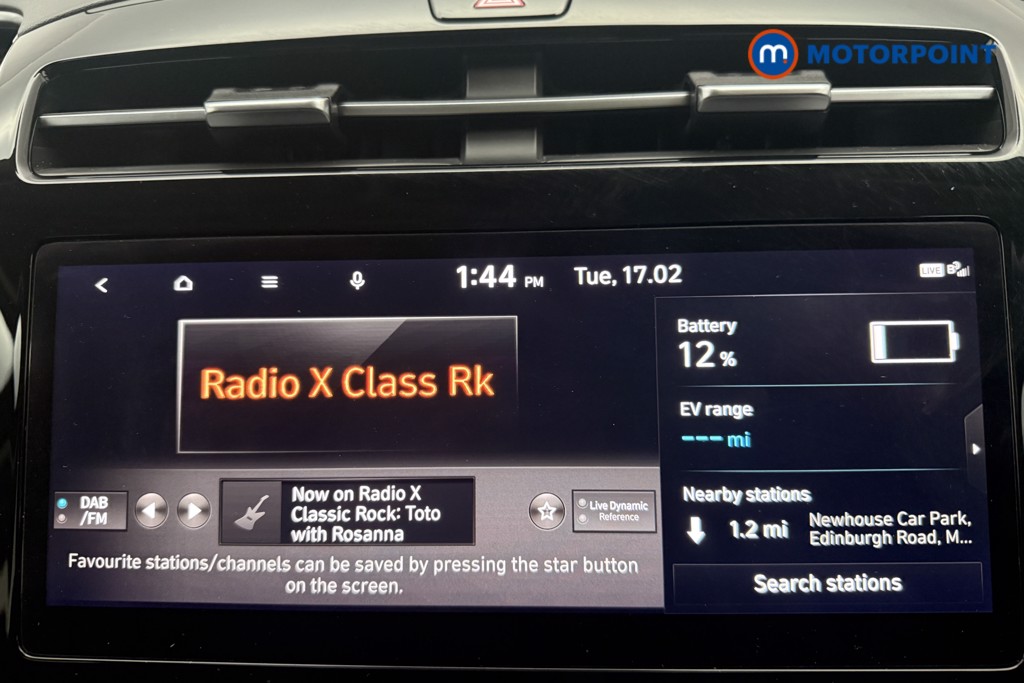 m MOTORPOINT
1:44 PM Tue, 17.02
LIVE
Radio X Class Rk
Battery
12 %
EV range
--- mi
Nearby stations
1.2 mi
Newhouse Car Park,
Edinburgh Road, M...
Search stations
DAB
/FM
Now on Radio X
Classic Rock: Toto
with Rosanna
Live Dynamic
Reference
Favourite stations/channels can be saved by pressing the star button
on the screen.